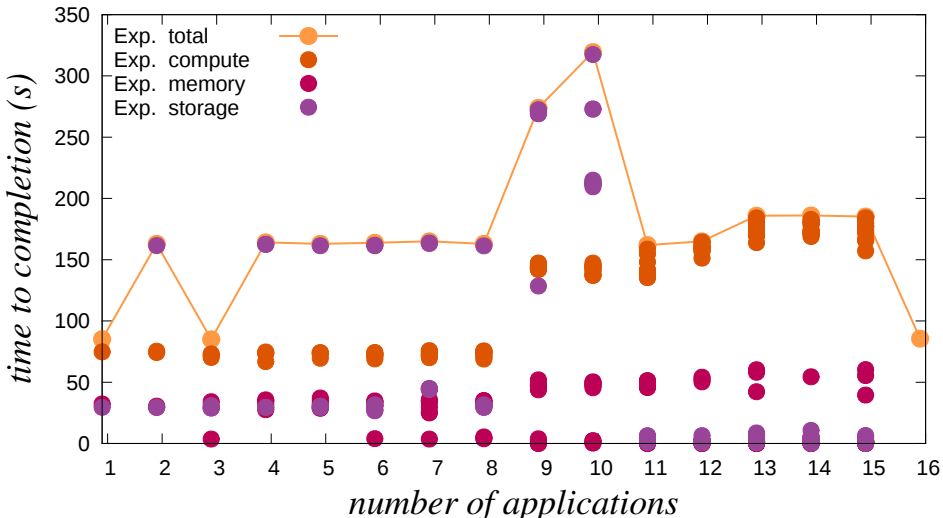 350
300
250
200
150
100
50
0
time to completion (s)
Exp. total
Exp. compute
Exp. memory
Exp. storage
1 2 3 4 5 6 7 8 9 10 11 12 13 14 15 16
number of applications